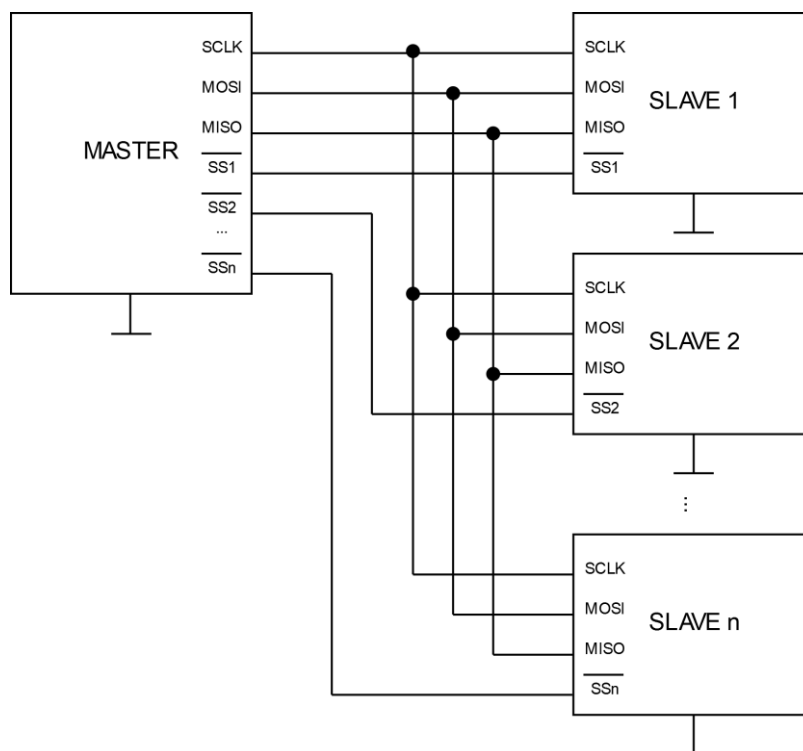 MASTER
SCLK
MOSI
MISO
SS1
SS2
...
SSn
SCLK
MOSI
MISO
SS1
SLAVE 1
SCLK
MOSI
MISO
SS2
SLAVE 2
...
SCLK
MOSI
MISO
SSn
SLAVE n